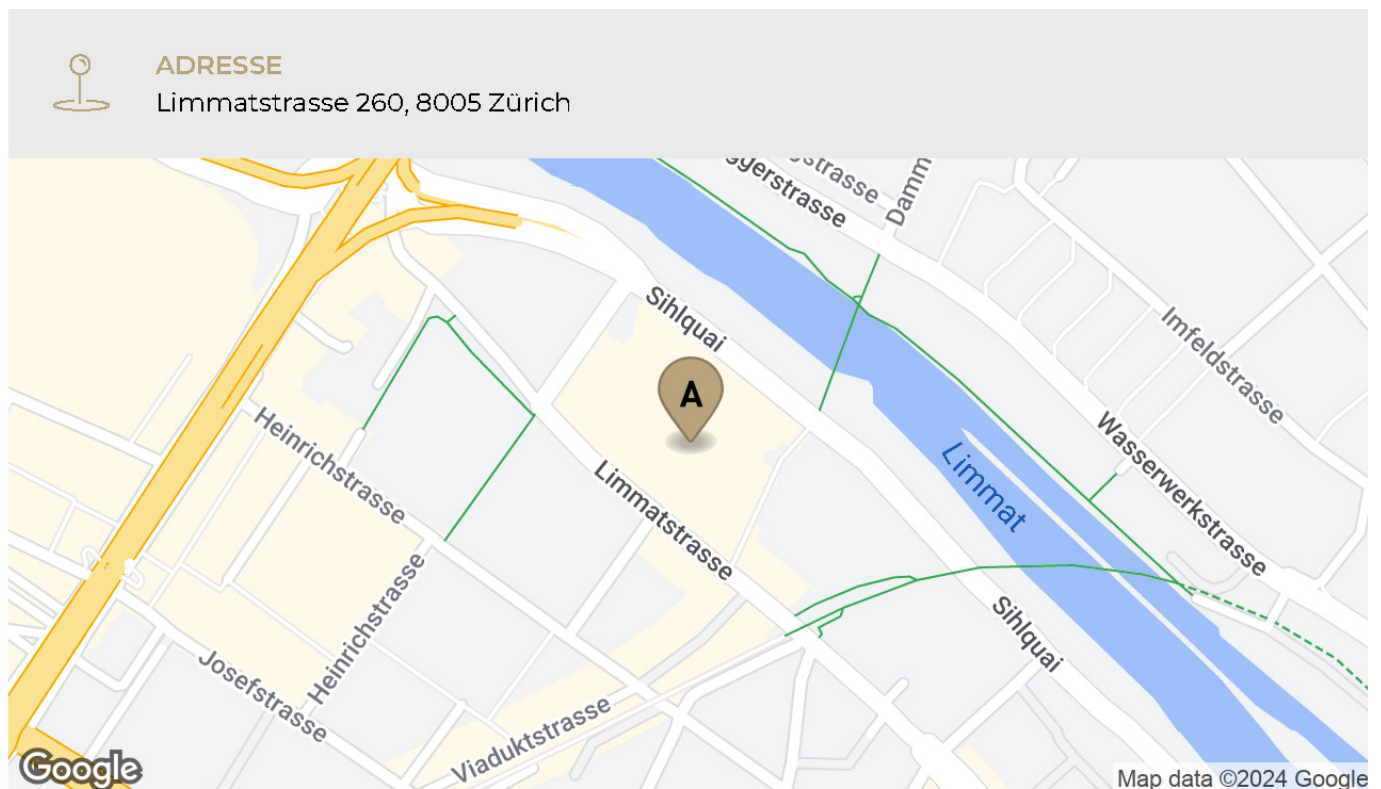 ADRESSE
Limmatstrasse 260, 8005 Zürich
Damm
Sihlquai
A
Imfeldstrasse
Heinrichstrasse
Limmatstrasse
Limmat
Wasserwerkstrasse
Heinrichstrasse
Sihlquai
Josefstrasse
Viaduktstrasse
Google
Map data ©2024 Google